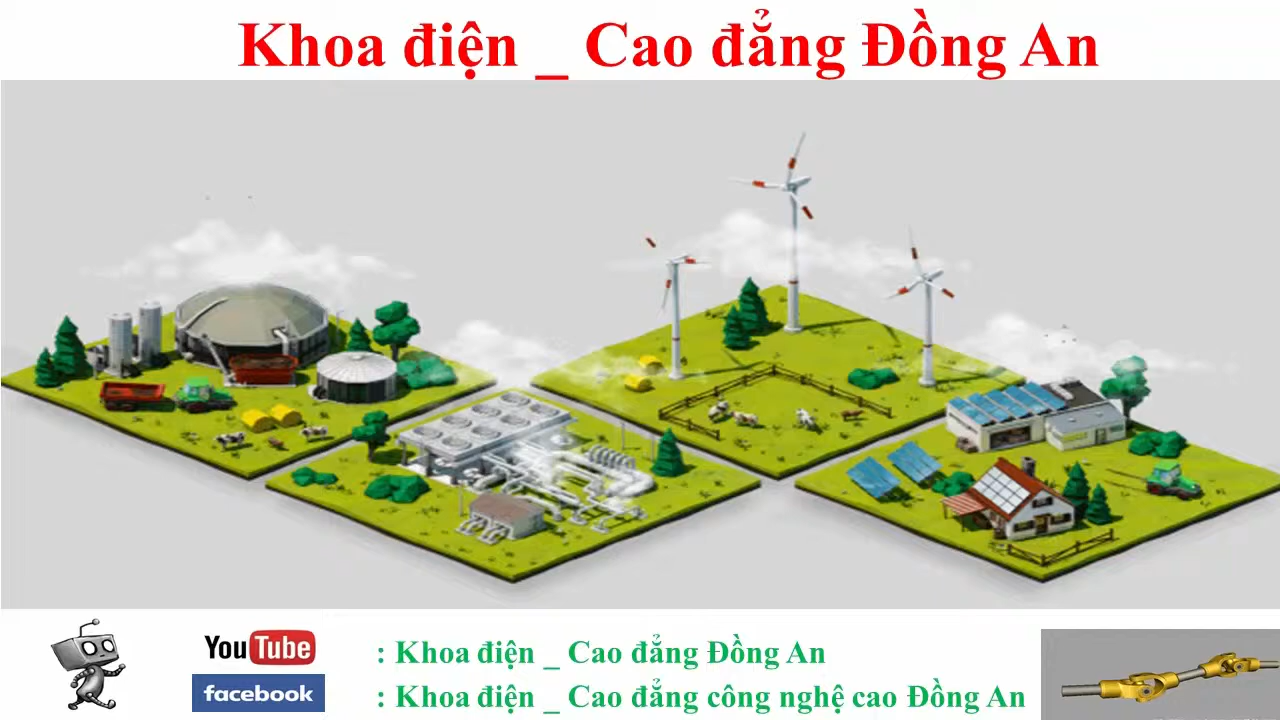 Khoa điện _ Cao đẳng Đồng An
YouTube : Khoa điện _ Cao đẳng Đồng An
facebook : Khoa điện _ Cao đẳng công nghệ cao Đồng An